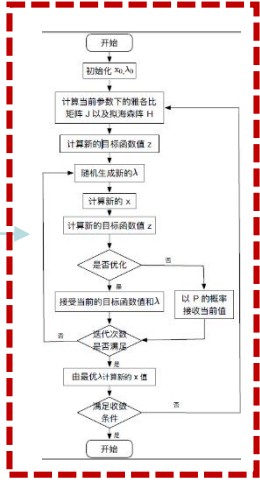 开始
初始化 x₀,λ₀
计算当前参数下的雅各比
矩阵 J 以及拟海森阵 H
计算新的目标函数值 z
随机生成新的λ
计算新的 x
计算新的目标函数值 z
是否优化
否
是
接受当前的目标函数值和λ
以 P 的概率
接收当前值
迭代次数
是否满足
否
是
由最优λ计算新的 x 值
满足收敛
条件
否
是
开始